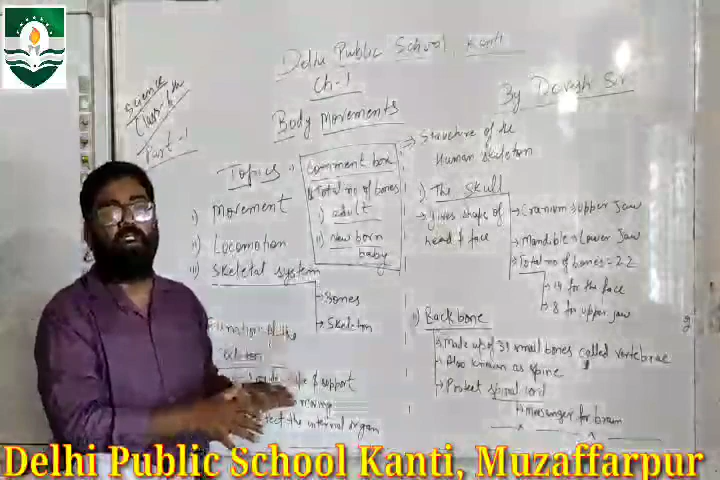 Delhi Public School Kanti
Ch-1
By Devesh Sir
Science
Class-6th
Part-1
Body Movements
Topics
i) Movement
ii) Locomotion
iii) Skeletal system
→ Bones
→ Skeleton
Comment box
Total no of bones
i) adult
ii) new born
baby
→ Structure of the
Human skeleton
i) The Skull
→ gives shape of
head & face
→ Cranium → upper jaw
→ Mandible → Lower Jaw
→ Total no of bones = 22
→ 14 for the face
→ 8 for upper jaw
ii) Backbone
→ Made up of 33 small bones called vertebrae
→ Also known as spine
→ Protect spinal cord
→ Messenger for brain
& support
the internal organ
Delhi Public School Kanti, Muzaffarpur